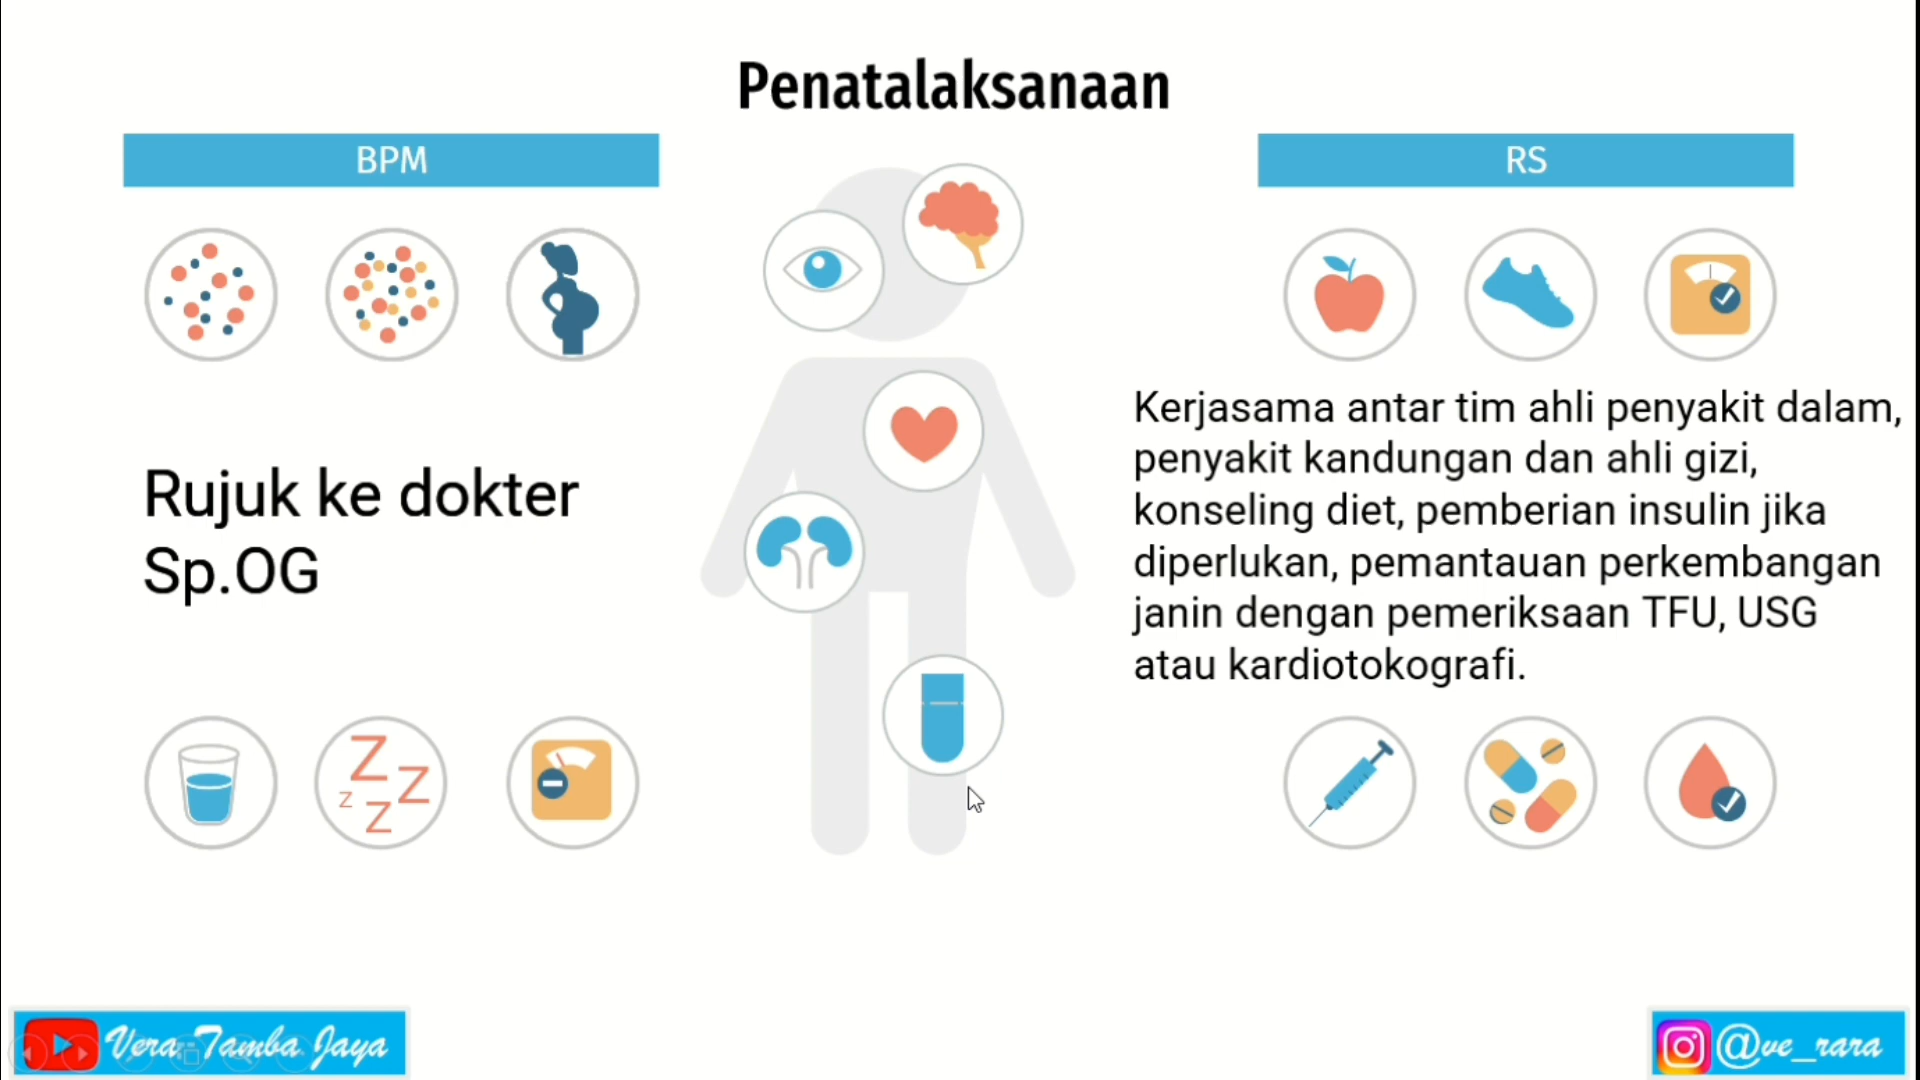 Penatalaksanaan
BPM
Rujuk ke dokter
Sp.OG
RS
Kerjasama antar tim ahli penyakit dalam,
penyakit kandungan dan ahli gizi,
konseling diet, pemberian insulin jika
diperlukan, pemantauan perkembangan
janin dengan pemeriksaan TFU, USG
atau kardiotokografi.
Z
Z
z
Z
Vera Tamba Jaya
@ve_rara